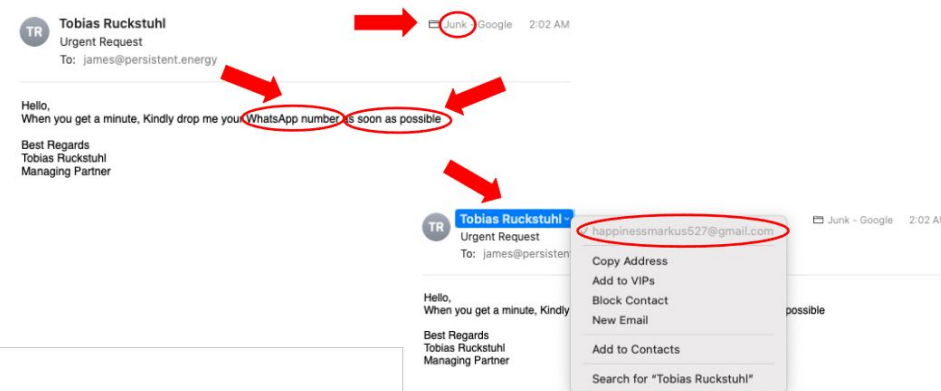 TR
Tobias Ruckstuhl
Junk - Google 2:02 AM
Urgent Request
To: james@persistent.energy
Hello,
When you get a minute, Kindly drop me your WhatsApp number as soon as possible
Best Regards
Tobias Ruckstuhl
Managing Partner
TR
Tobias Ruckstuhl
Junk - Google 2:02 AM
Urgent Request
To: james@persisten
Hello,
When you get a minute, Kindly
possible
Best Regards
Tobias Ruckstuhl
Managing Partner
✓ happinessmarkus527@gmail.com
Copy Address
Add to VIPs
Block Contact
New Email
Add to Contacts
Search for "Tobias Ruckstuhl"